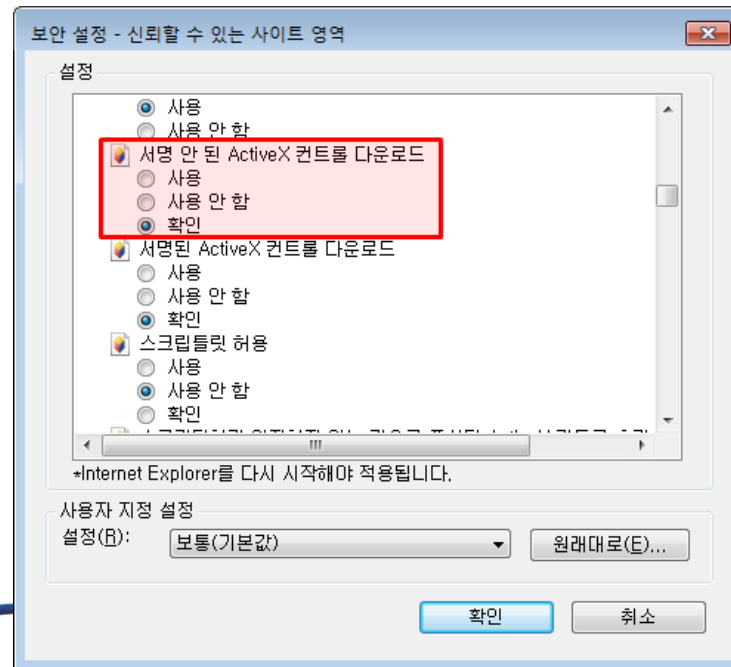 보안 설정 - 신뢰할 수 있는 사이트 영역
설정
사용
사용 안 함
서명 안 된 ActiveX 컨트롤 다운로드
사용
사용 안 함
확인
서명된 ActiveX 컨트롤 다운로드
사용
사용 안 함
확인
스크립틀릿 허용
사용
사용 안 함
확인
*Internet Explorer를 다시 시작해야 적용됩니다.
사용자 지정 설정
설정(R): 보통(기본값) 원래대로(E)...
확인 취소